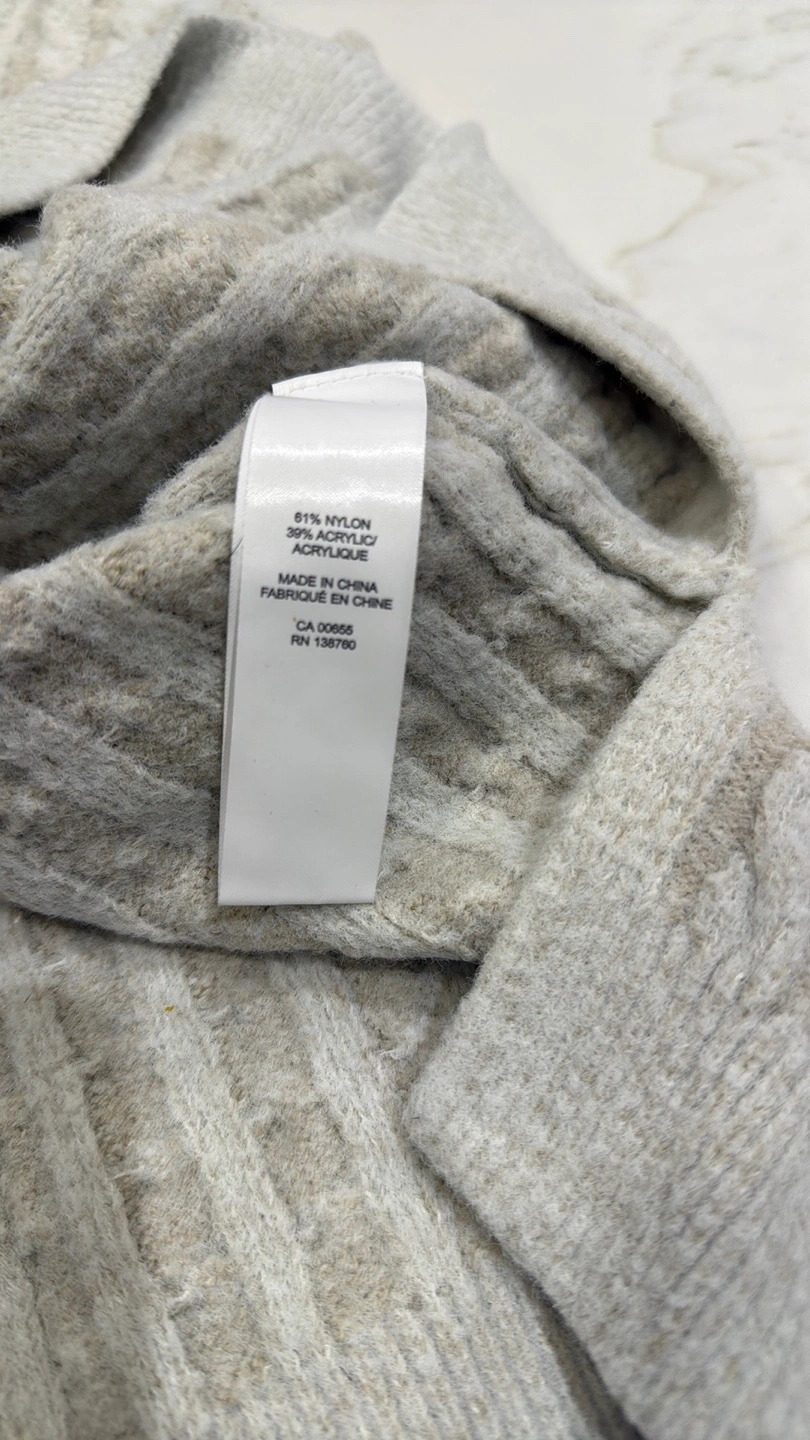 61% NYLON
39% ACRYLIC/
ACRYLIQUE
MADE IN CHINA
FABRIQUÉ EN CHINE
CA 00655
RN 138760